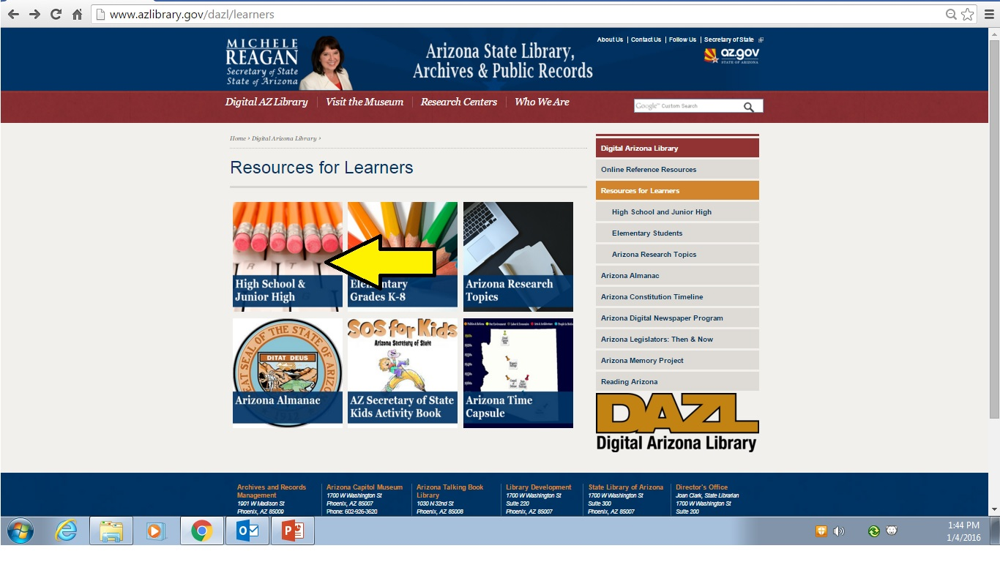 www.azlibrary.gov/dazl/learners
MICHELE
REAGAN
Secretary of State
State of Arizona
Arizona State Library,
Archives & Public Records
About Us | Contact Us | Follow Us | Secretary of State
az.gov
STATE OF ARIZONA
Digital AZ Library
Visit the Museum
Research Centers
Who We Are
Google™ Custom Search
Home › Digital Arizona Library ›
Resources for Learners
R T
High School &
Junior High
Grades K-8
Arizona Research
Topics
GREAT SEAL OF THE STATE OF ARIZO
DITAT DEUS
1912
Arizona Almanac
SOS for Kids
Arizona Secretary of State
AZ Secretary of State
Kids Activity Book
Arizona Time
Capsule
Digital Arizona Library
Online Reference Resources
Resources for Learners
High School and Junior High
Elementary Students
Arizona Research Topics
Arizona Almanac
Arizona Constitution Timeline
Arizona Digital Newspaper Program
Arizona Legislators: Then & Now
Arizona Memory Project
Reading Arizona
DAZL
Digital Arizona Library
Archives and Records
Management
1901 W Madison St
Phoenix, AZ 85009
Arizona Capitol Museum
1700 W Washington St
Phoenix, AZ 85007
Phone: 602-926-3620
Arizona Talking Book
Library
1030 N 32nd St
Phoenix, AZ 85008
Library Development
1700 W Washington St
Suite 220
Phoenix, AZ 85007
State Library of Arizona
1700 W Washington St
Suite 300
Phoenix, AZ 85007
Director's Office
Joan Clark, State Librarian
1700 W Washington St
Suite 200
1:44 PM
1/4/2016